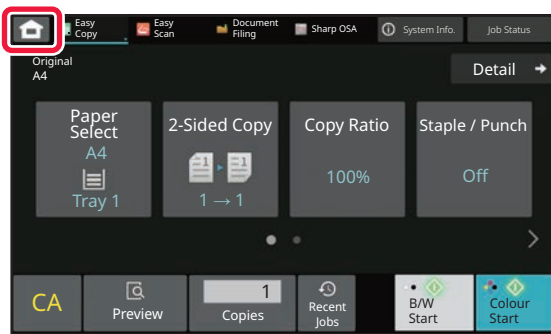 Easy
Copy
Easy
Scan
Document
Filing
Sharp OSA
System Info.
Job Status
Original
A4
Detail
Paper
Select
A4
Tray 1
2-Sided Copy
1
1
1 → 1
Copy Ratio
100%
Staple / Punch
Off
CA
Preview
1
Copies
Recent
Jobs
B/W
Start
Colour
Start